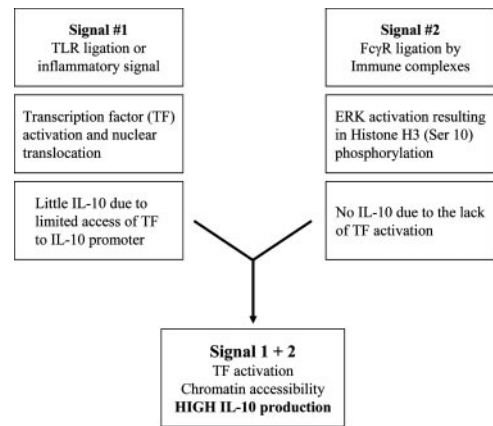 Signal #1
TLR ligation or
inflammatory signal
Transcription factor (TF)
activation and nuclear
translocation
Little IL-10 due to
limited access of TF
to IL-10 promoter
Signal #2
FcγR ligation by
Immune complexes
ERK activation resulting
in Histone H3 (Ser 10)
phosphorylation
No IL-10 due to the lack
of TF activation
Signal 1 + 2
TF activation
Chromatin accessibility
HIGH IL-10 production